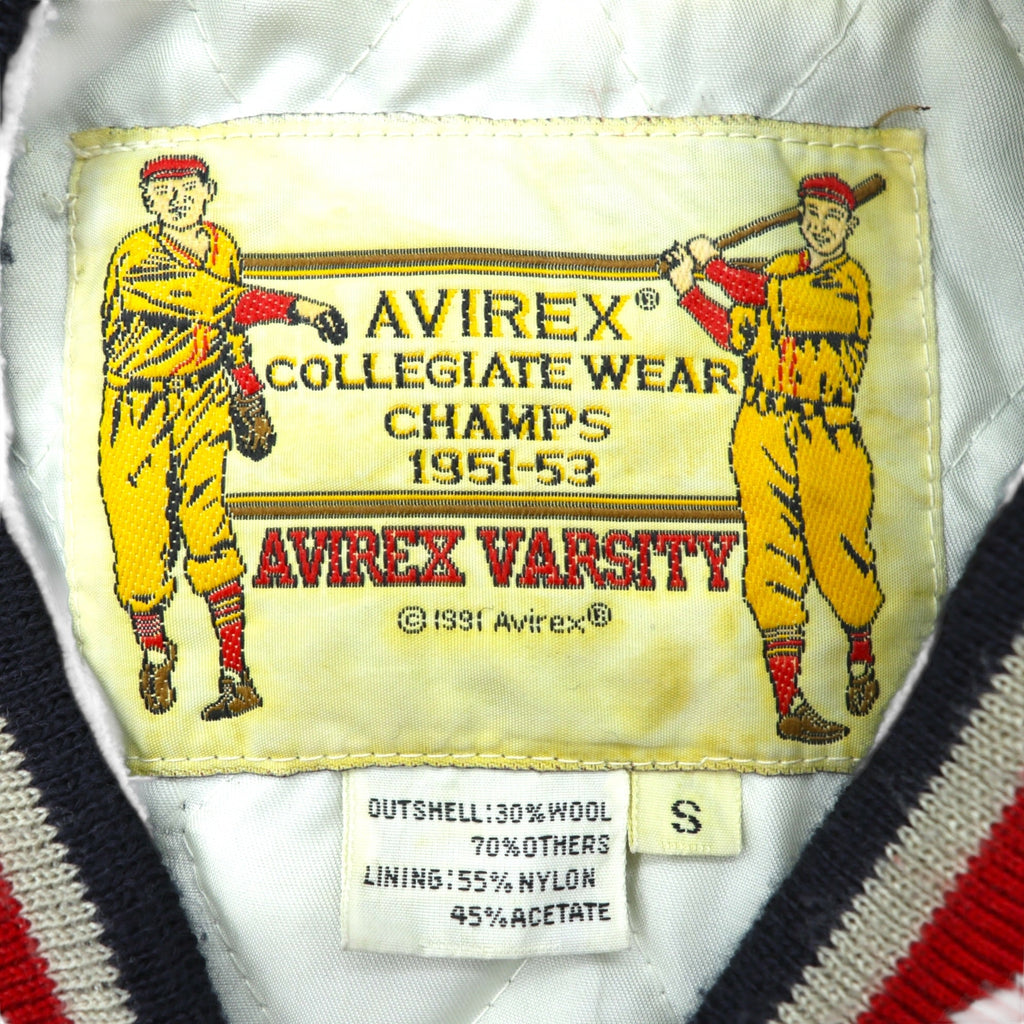 AVIREX®
COLLEGIATE WEAR
CHAMPS
1951-53
AVIREX VARSITY
©1991 Avirex®
OUTSHELL:30%WOOL
70%OTHERS
LINING:55%NYLON
45%ACETATE
S